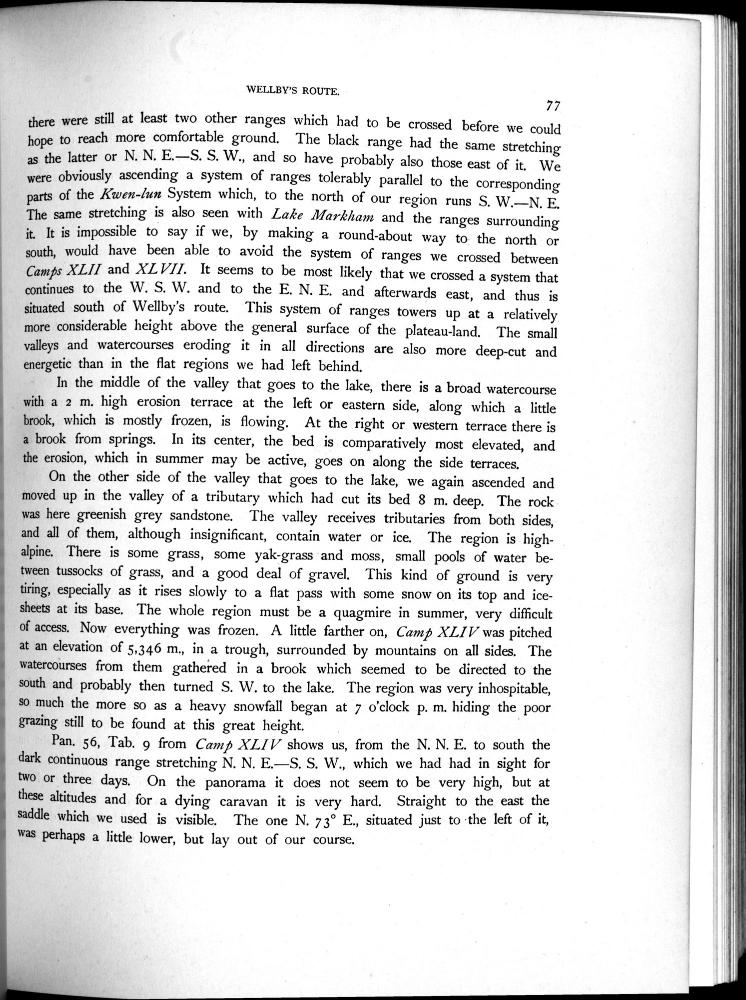 WELLBY'S ROUTE.
77
there were still at least two other ranges which had to be crossed before we could
hope to reach more comfortable ground. The black range had the same stretching
as the latter or N. N. E.—S. S. W., and so have probably also those east of it. We
were obviously ascending a system of ranges tolerably parallel to the corresponding
parts of the Kwen-lun System which, to the north of our region runs S. W.—N. E.
The same stretching is also seen with Lake Markham and the ranges surrounding
it. It is impossible to say if we, by making a round-about way to the north or
south, would have been able to avoid the system of ranges we crossed between
Camps XLII and XLVII. It seems to be most likely that we crossed a system that
continues to the W. S. W. and to the E. N. E. and afterwards east, and thus is
situated south of Wellby's route. This system of ranges towers up at a relatively
more considerable height above the general surface of the plateau-land. The small
valleys and watercourses eroding it in all directions are also more deep-cut and
energetic than in the flat regions we had left behind.
In the middle of the valley that goes to the lake, there is a broad watercourse
with a 2 m. high erosion terrace at the left or eastern side, along which a little
brook, which is mostly frozen, is flowing. At the right or western terrace there is
a brook from springs. In its center, the bed is comparatively most elevated, and
the erosion, which in summer may be active, goes on along the side terraces.
On the other side of the valley that goes to the lake, we again ascended and
moved up in the valley of a tributary which had cut its bed 8 m. deep. The rock
was here greenish grey sandstone. The valley receives tributaries from both sides,
and all of them, although insignificant, contain water or ice. The region is high-
alpine. There is some grass, some yak-grass and moss, small pools of water be-
tween tussocks of grass, and a good deal of gravel. This kind of ground is very
tiring, especially as it rises slowly to a flat pass with some snow on its top and ice-
sheets at its base. The whole region must be a quagmire in summer, very difficult
of access. Now everything was frozen. A little farther on, Camp XLIV was pitched
at an elevation of 5,346 m., in a trough, surrounded by mountains on all sides. The
watercourses from them gathered in a brook which seemed to be directed to the
south and probably then turned S. W. to the lake. The region was very inhospitable,
so much the more so as a heavy snowfall began at 7 o'clock p. m. hiding the poor
grazing still to be found at this great height.
Pan. 56, Tab. 9 from Camp XLIV shows us, from the N. N. E. to south the
dark continuous range stretching N. N. E.—S. S. W., which we had had in sight for
two or three days. On the panorama it does not seem to be very high, but at
these altitudes and for a dying caravan it is very hard. Straight to the east the
saddle which we used is visible. The one N. 73° E., situated just to the left of it,
was perhaps a little lower, but lay out of our course.